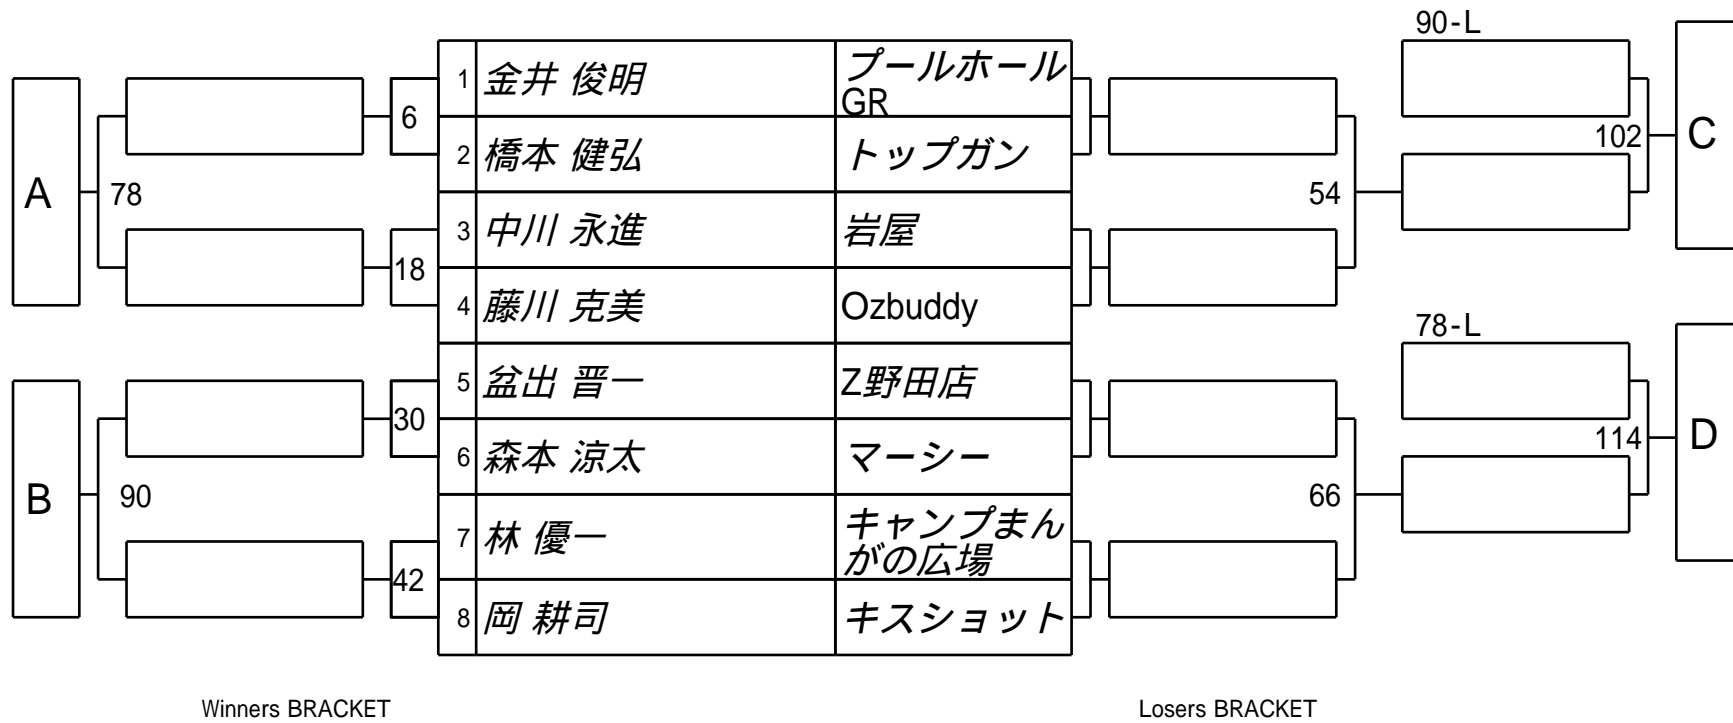 90-L
1 金井 俊明 プールホール
GR
6
C
2 橋本 健弘 トップガン
102
A
78
54
3 中川 永進 岩屋
18
4 藤川 克美 Ozbuddy
78-L
5 盆出 晋一 Z野田店
30
D
114
6 森本 涼太 マーシー
B
90
66
7 林 優一 キャンプまん
がの広場
42
8 岡 耕司 キスショット
Winners BRACKET
Losers BRACKET